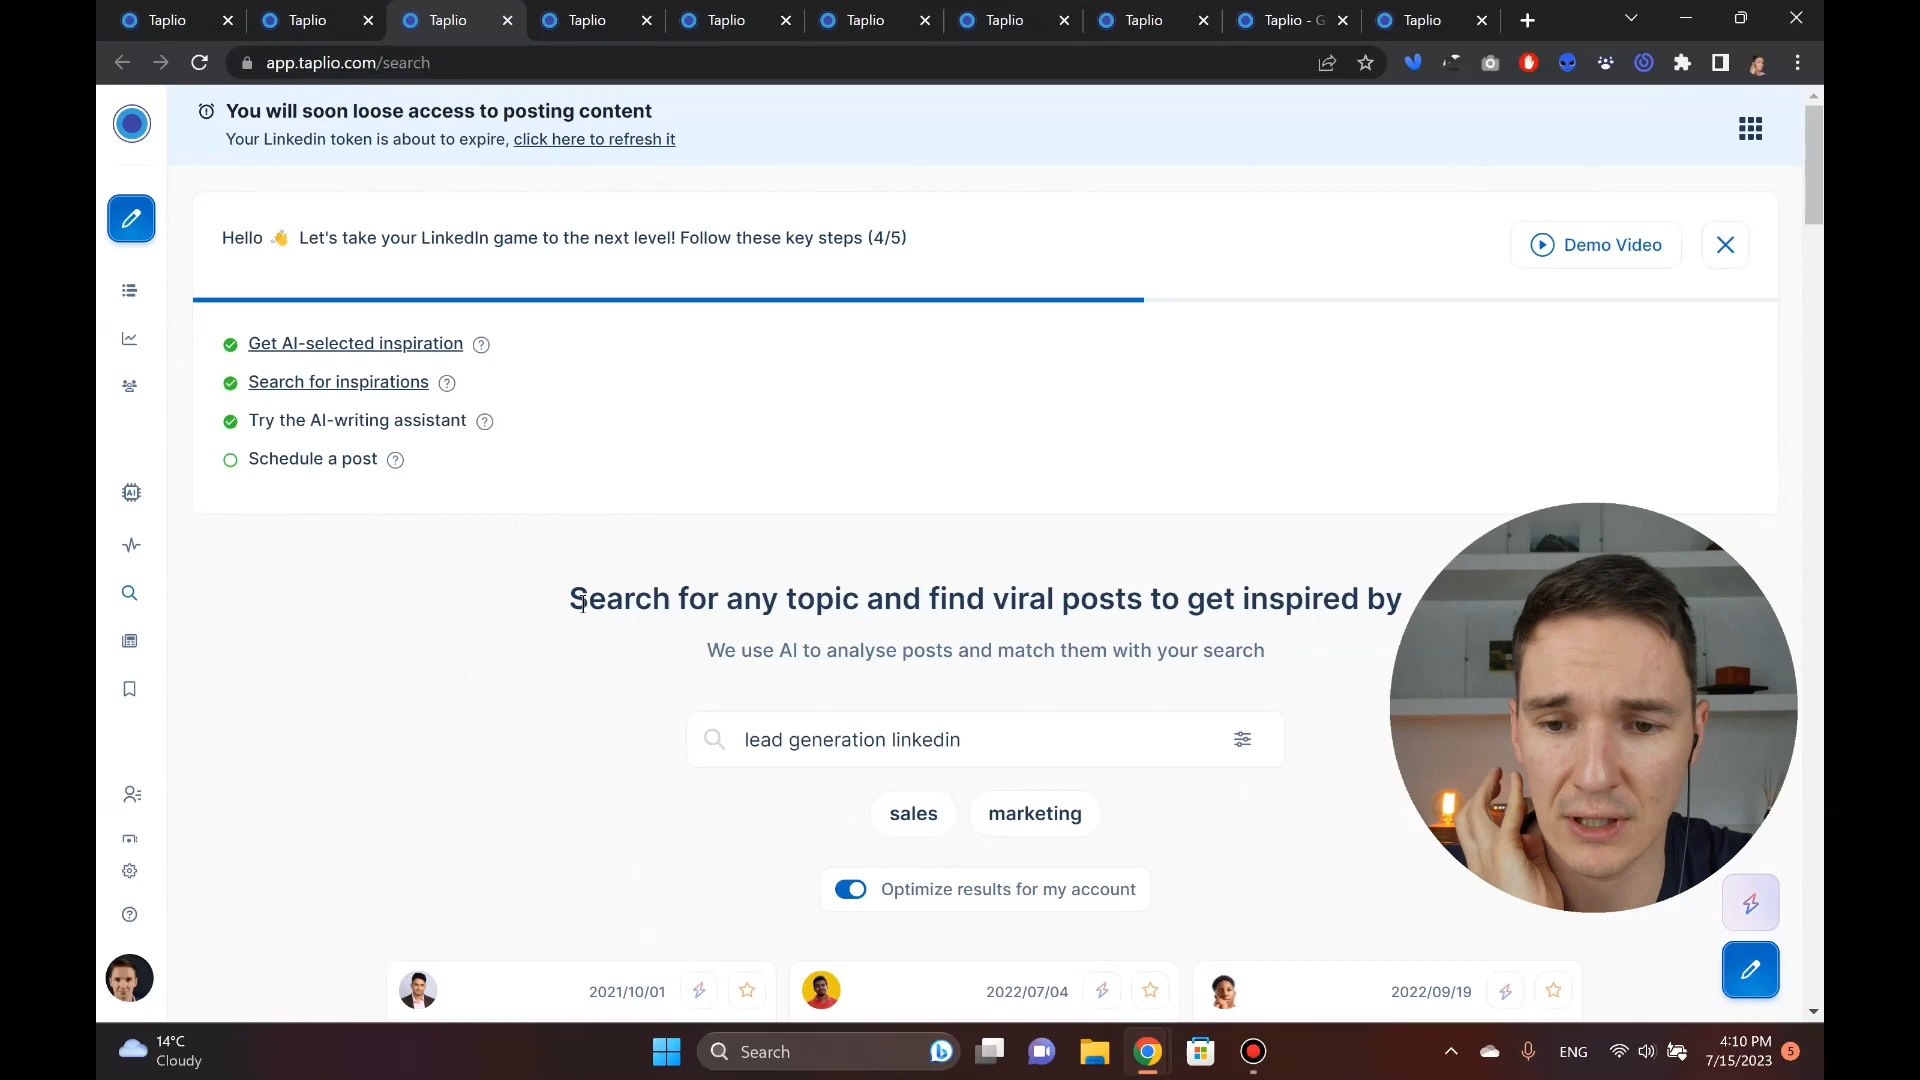 Taplio
Taplio
Taplio
Taplio
Taplio
Taplio
Taplio
Taplio
Taplio - G
Taplio
app.taplio.com/search
You will soon loose access to posting content
Your Linkedin token is about to expire, click here to refresh it
Hello 👋 Let's take your LinkedIn game to the next level! Follow these key steps (4/5)
Demo Video
Get AI-selected inspiration
Search for inspirations
Try the AI-writing assistant
Schedule a post
AI
Search for any topic and find viral posts to get inspired by
We use AI to analyse posts and match them with your search
lead generation linkedin
sales
marketing
Optimize results for my account
2021/10/01
2022/07/04
2022/09/19
14°C
Cloudy
Search
ENG
4:10 PM
7/15/2023
5